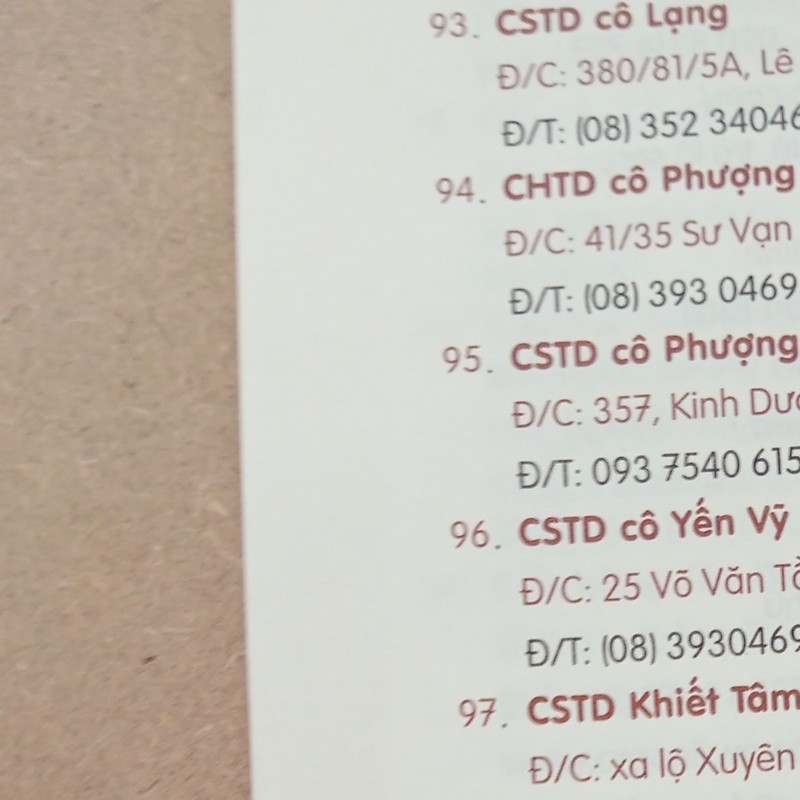 93. CSTD cô Lạng
Đ/C: 380/81/5A, Lê
Đ/T: (08) 352 34046
94. CHTD cô Phượng
Đ/C: 41/35 Sư Vạn
Đ/T: (08) 393 0469
95. CSTD cô Phượng
Đ/C: 357, Kinh Dươ
Đ/T: 093 7540 615
96. CSTD cô Yến Vỹ
Đ/C: 25 Võ Văn Tầ
Đ/T: (08) 3930469
97. CSTD Khiết Tâm
Đ/C: xa lộ Xuyên